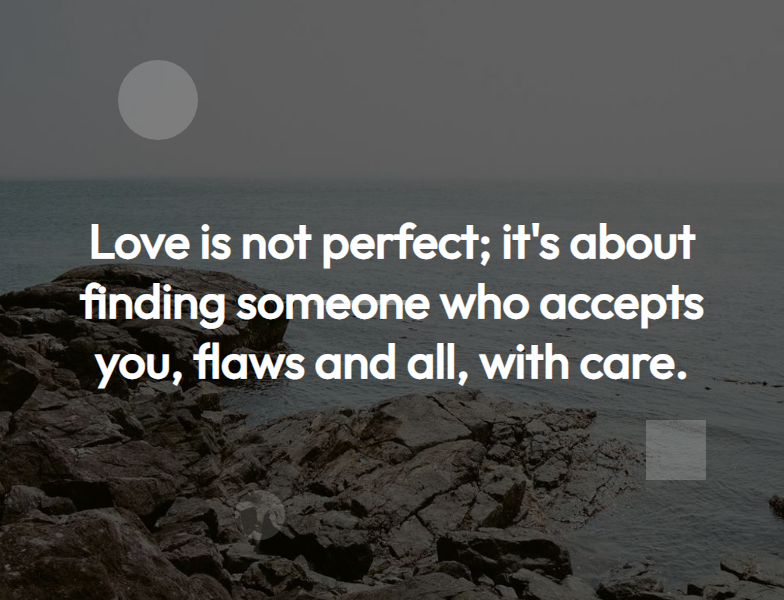 Love is not perfect; it's about
finding someone who accepts
you, flaws and all, with care.